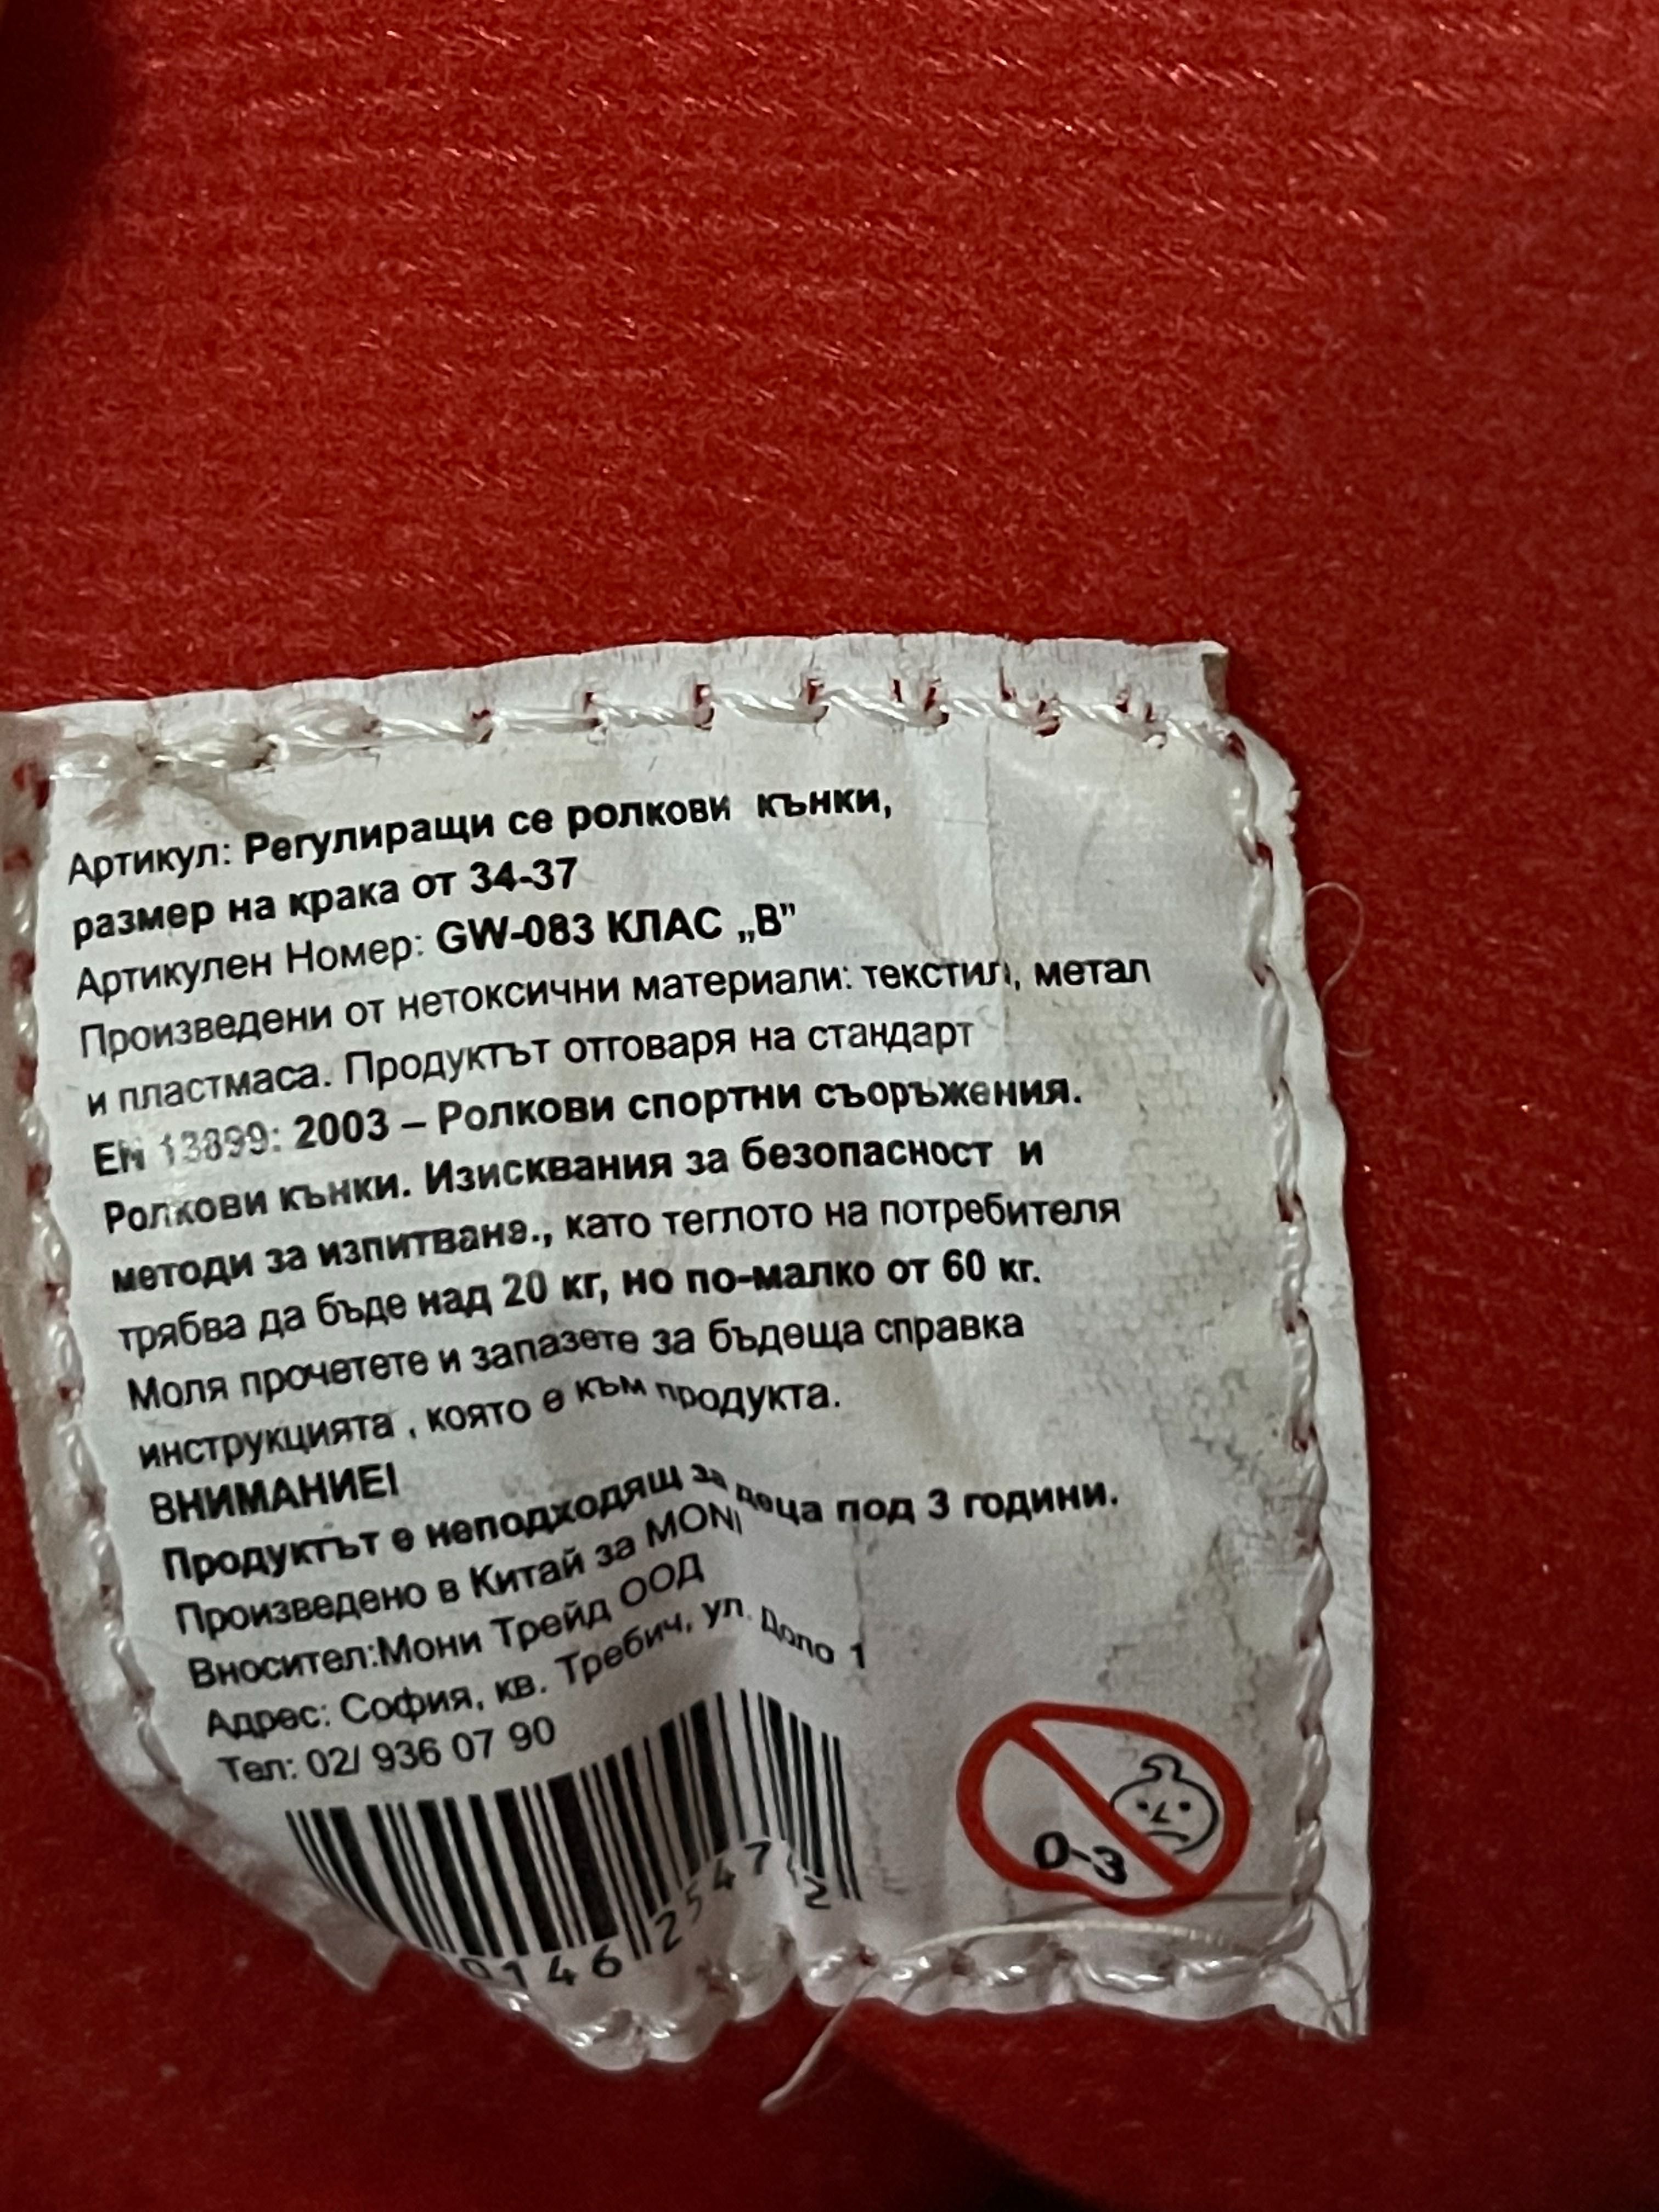 Артикул: Регулиращи се ролкови кънки,
размер на крака от 34-37
Артикулен Номер: GW-083 КЛАС „В”
Произведени от нетоксични материали: текстил, метал
и пластмаса. Продуктът отговаря на стандарт
EN 13899: 2003 – Ролкови спортни съоръжения.
Ролкови кънки. Изисквания за безопасност и
методи за изпитване., като теглото на потребителя
трябва да бъде над 20 кг, но по-малко от 60 кг.
Моля прочетете и запазете за бъдеща справка
инструкцията , която е към продукта.
ВНИМАНИЕ!
Продуктът е неподходящ за деца под 3 години.
Произведено в Китай за MONI
Вносител:Мони Трейд ООД
Адрес: София, кв. Требич, ул. Доло 1
Тел: 02/ 936 07 90
0-3